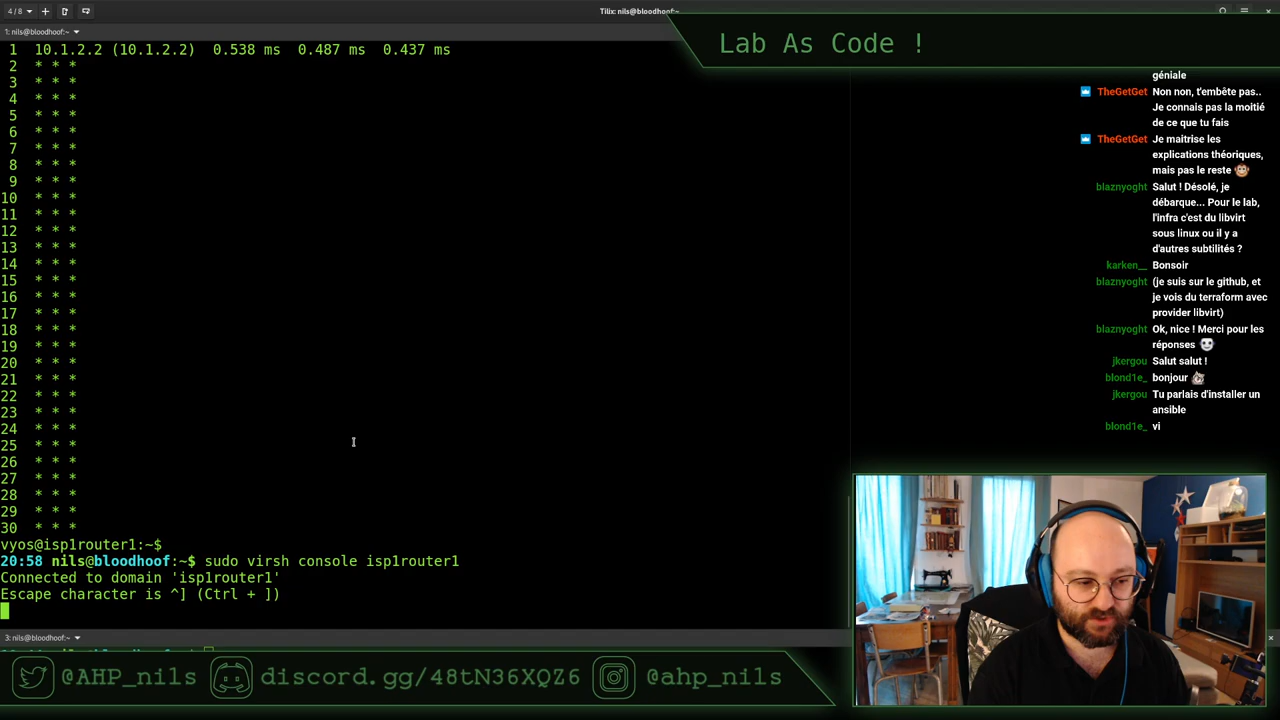 4 / 8
Tilix: nils@bloodhoof:~
1: nils@bloodhoof:~
Lab As Code !
1 10.1.2.2 (10.1.2.2) 0.538 ms 0.487 ms 0.437 ms
2 * * *
3 * * *
4 * * *
5 * * *
6 * * *
7 * * *
8 * * *
9 * * *
10 * * *
11 * * *
12 * * *
13 * * *
14 * * *
15 * * *
16 * * *
17 * * *
18 * * *
19 * * *
20 * * *
21 * * *
22 * * *
23 * * *
24 * * *
25 * * *
26 * * *
27 * * *
28 * * *
29 * * *
30 * * *
vyos@isp1router1:~$
20:58 nils@bloodhoof:~$ sudo virsh console isp1router1
Connected to domain 'isp1router1'
Escape character is ^] (Ctrl + ])
3: nils@bloodhoof:~
géniale
TheGetGet Non non, t'embête pas..
Je connais pas la moitié
de ce que tu fais
TheGetGet Je maitrise les
explications théoriques,
mais pas le reste
blaznyoght Salut ! Désolé, je
débarque... Pour le lab,
l'infra c'est du libvirt
sous linux ou il y a
d'autres subtilités ?
karken__ Bonsoir
blaznyoght (je suis sur le github, et
je vois du terraform avec
provider libvirt)
blaznyoght Ok, nice ! Merci pour les
réponses
jkergou Salut salut !
blond1e_ bonjour
jkergou Tu parlais d'installer un
ansible
blond1e_ vi
@AHP_nils discord.gg/48tN36XQZ6 @ahp_nils